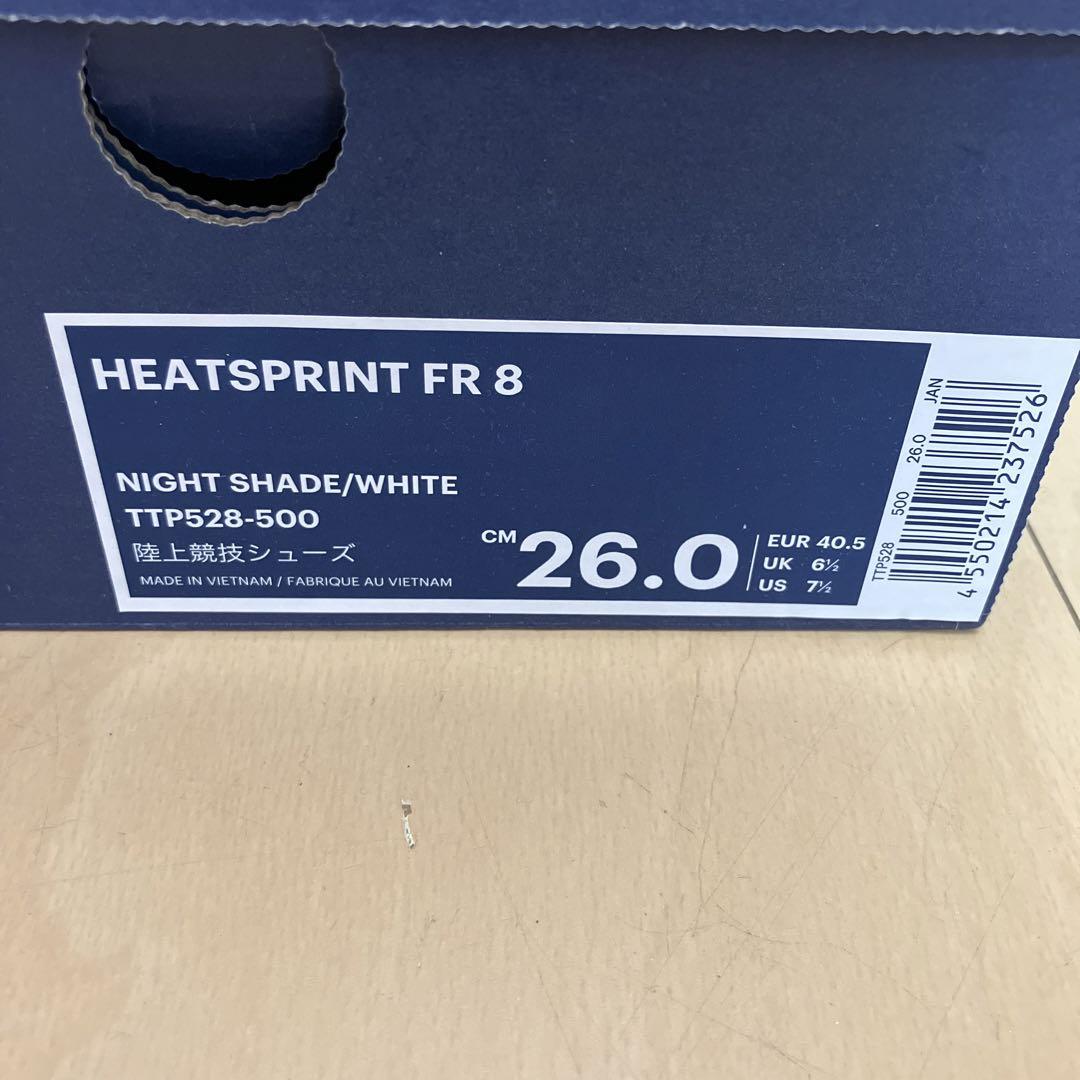 HEATSPRINT FR 8
NIGHT SHADE/WHITE
TTP528-500
陸上競技シューズ
MADE IN VIETNAM / FABRIQUE AU VIETNAM
CM 26.0
EUR 40.5
UK 6½
US 7½
TTP528 500 26.0 JAN
4 550214 237526